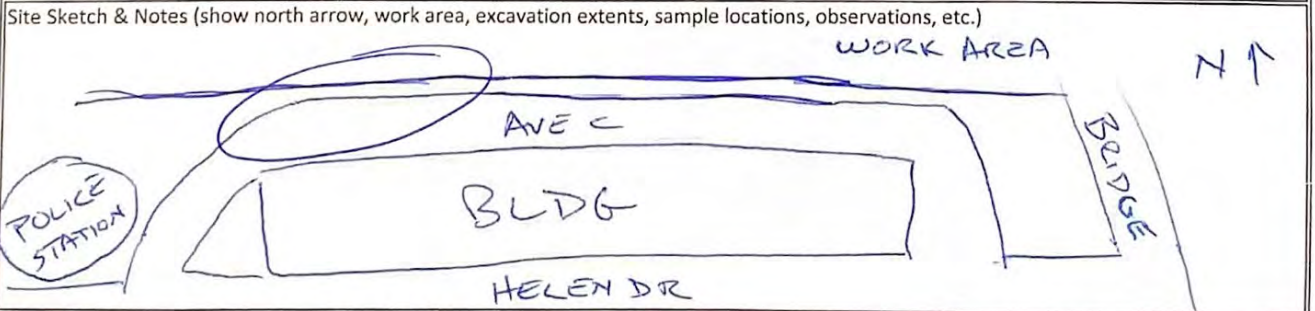 Site Sketch & Notes (show north arrow, work area, excavation extents, sample locations, observations, etc.)
WORK AREA
N ↑
AVE C
BRIDGE
POLICE
STATION
BLDG
HELEN DR